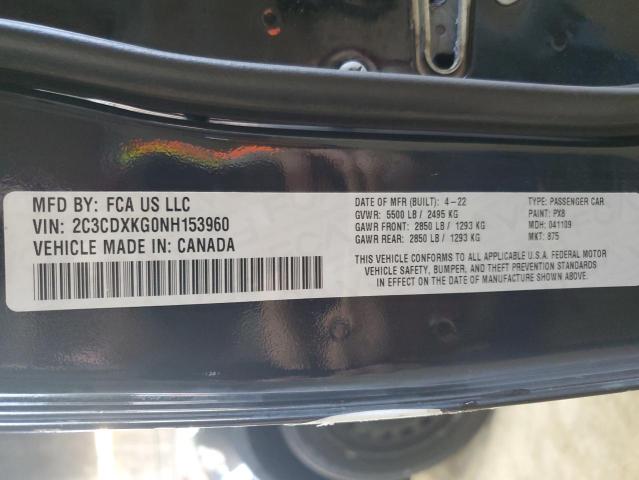 MFD BY: FCA US LLC
VIN: 2C3CDXKG0NH153960
VEHICLE MADE IN: CANADA
DATE OF MFR (BUILT): 4-22
GVWR: 5500 LB / 2495 KG
GAWR FRONT: 2850 LB / 1293 KG
GAWR REAR: 2850 LB / 1293 KG
TYPE: PASSENGER CAR
PAINT: PX8
MDH: 041109
MKT: 875
THIS VEHICLE CONFORMS TO ALL APPLICABLE U.S.A. FEDERAL MOTOR
VEHICLE SAFETY, BUMPER, AND THEFT PREVENTION STANDARDS
IN EFFECT ON THE DATE OF MANUFACTURE SHOWN ABOVE.